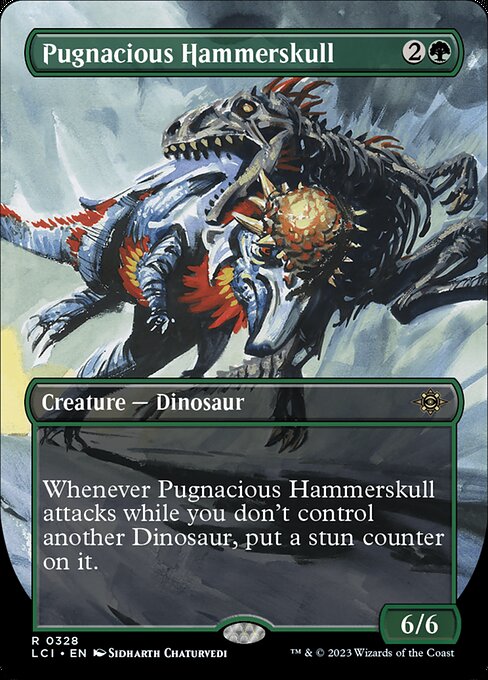 Pugnacious Hammerskull 2
Creature — Dinosaur
Whenever Pugnacious Hammerskull
attacks while you don't control
another Dinosaur, put a stun counter
on it.
6/6
R 0328
LCI • EN Sidharth Chaturvedi
™ & © 2023 Wizards of the Coast